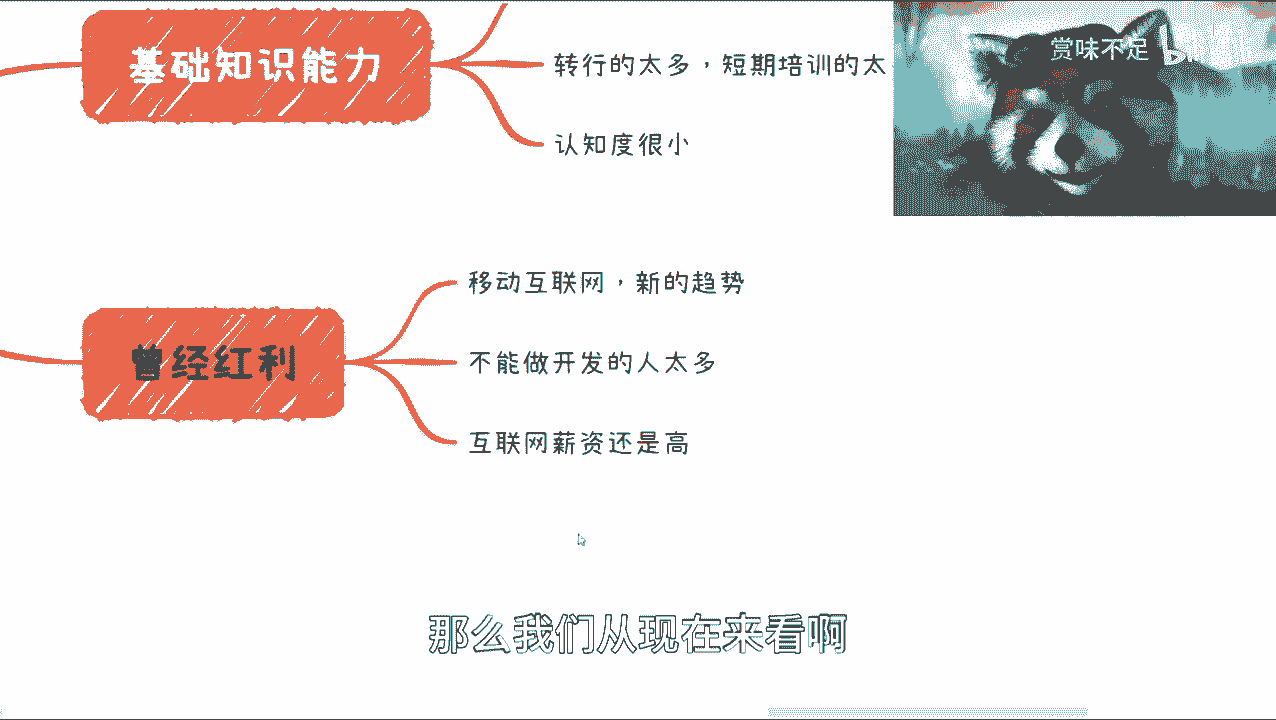 基础知识能力
转行的太多，短期培训的太
认知度很小
赏味不足
曾经红利
移动互联网，新的趋势
不能做开发的人太多
互联网薪资还是高
那么我们从现在来看啊